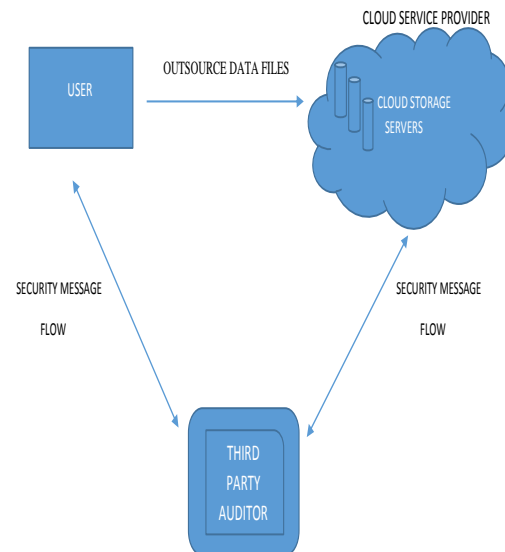 CLOUD SERVICE PROVIDER
USER
OUTSOURCE DATA FILES
CLOUD STORAGE
SERVERS
SECURITY MESSAGE
FLOW
SECURITY MESSAGE
FLOW
THIRD
PARTY
AUDITOR